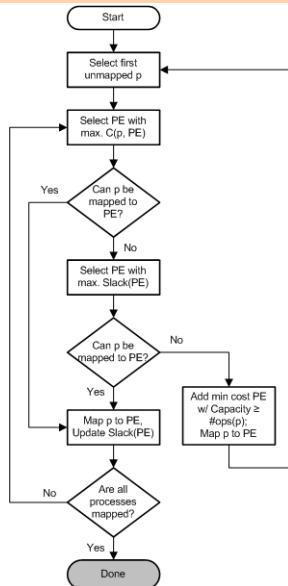 Start
Select first
unmapped p
Select PE with
max. C(p, PE)
Can p be
mapped to
PE?
Yes
No
Select PE with
max. Slack(PE)
Can p be
mapped to PE?
No
Yes
Add min cost PE
w/ Capacity ≥
#ops(p);
Map p to PE
Map p to PE,
Update Slack(PE)
Are all
processes
mapped?
No
Yes
Done